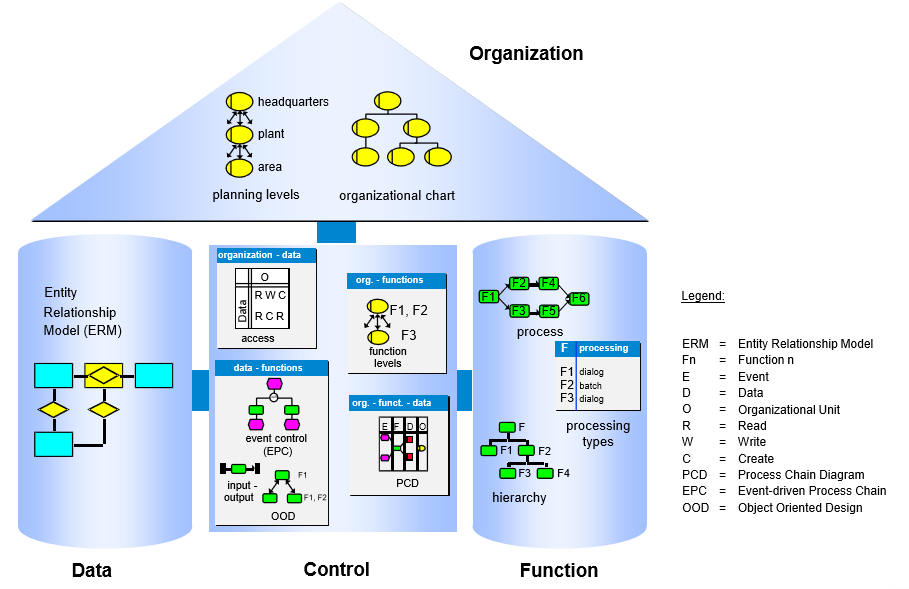 Organization
headquarters
plant
area
planning levels
organizational chart
Entity
Relationship
Model (ERM)
Data
organization - data
O
Data
R W C
R C R
access
org. - functions
F1, F2
F3
function
levels
data - functions
event control
(EPC)
input -
output
F1
F1, F2
OOD
org. - funct. - data
E F D O
PCD
Control
F1
F2
F4
F3
F5
F6
process
F processing
F1 dialog
F2 batch
F3 dialog
processing
types
F
F1
F2
F3
F4
hierarchy
Function
Legend:
ERM = Entity Relationship Model
Fn = Function n
E = Event
D = Data
O = Organizational Unit
R = Read
W = Write
C = Create
PCD = Process Chain Diagram
EPC = Event-driven Process Chain
OOD = Object Oriented Design